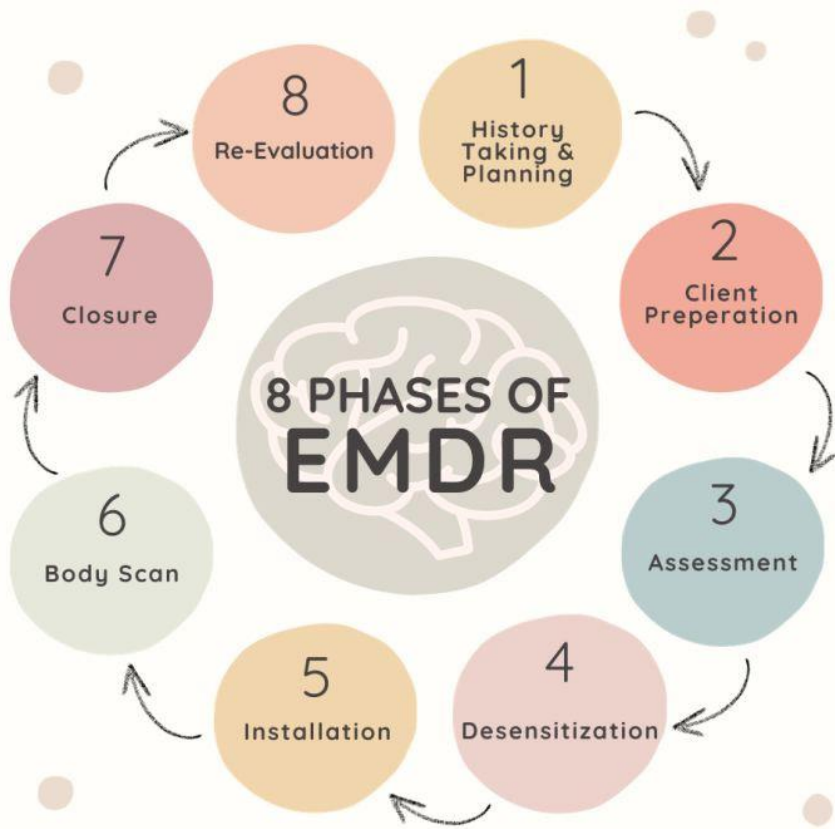 8 PHASES OF
EMDR
1
History
Taking &
Planning
2
Client
Preperation
3
Assessment
4
Desensitization
5
Installation
6
Body Scan
7
Closure
8
Re-Evaluation